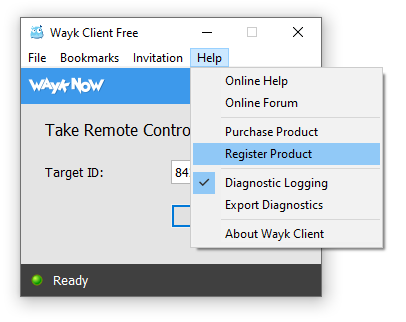 Wayk Client Free
File Bookmarks Invitation Help
WAYK NOW
Online Help
Online Forum
Purchase Product
Register Product
Diagnostic Logging
Export Diagnostics
About Wayk Client
Take Remote Contro
Target ID: 84
Ready